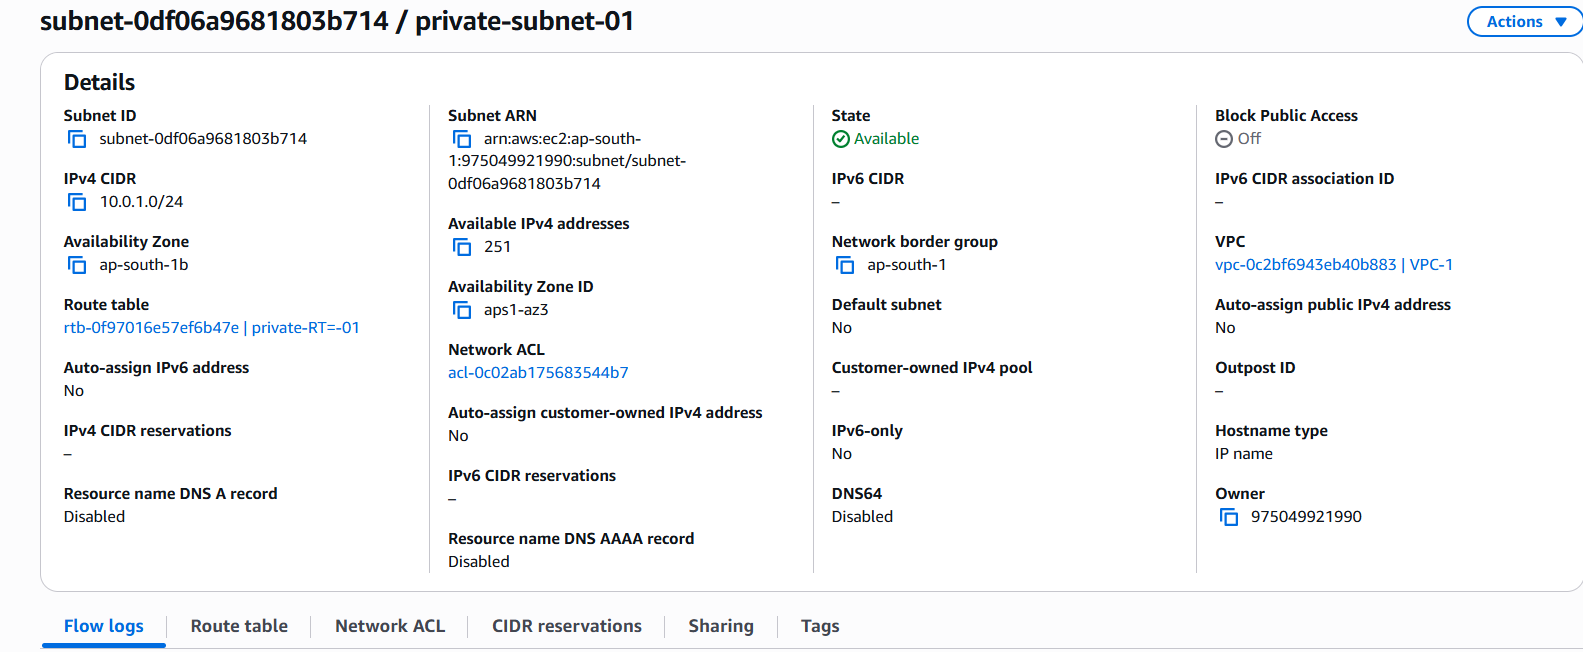 subnet-0df06a9681803b714 / private-subnet-01
Actions
Details
Subnet ID
subnet-0df06a9681803b714
IPv4 CIDR
10.0.1.0/24
Availability Zone
ap-south-1b
Route table
rtb-0f97016e57ef6b47e | private-RT=-01
Auto-assign IPv6 address
No
IPv4 CIDR reservations
–
Resource name DNS A record
Disabled
Subnet ARN
arn:aws:ec2:ap-south-
1:975049921990:subnet/subnet-
0df06a9681803b714
Available IPv4 addresses
251
Availability Zone ID
aps1-az3
Network ACL
acl-0c02ab175683544b7
Auto-assign customer-owned IPv4 address
No
IPv6 CIDR reservations
–
Resource name DNS AAAA record
Disabled
State
Available
IPv6 CIDR
–
Network border group
ap-south-1
Default subnet
No
Customer-owned IPv4 pool
–
IPv6-only
No
DNS64
Disabled
Block Public Access
Off
IPv6 CIDR association ID
–
VPC
vpc-0c2bf6943eb40b883 | VPC-1
Auto-assign public IPv4 address
No
Outpost ID
–
Hostname type
IP name
Owner
975049921990
Flow logs
Route table
Network ACL
CIDR reservations
Sharing
Tags